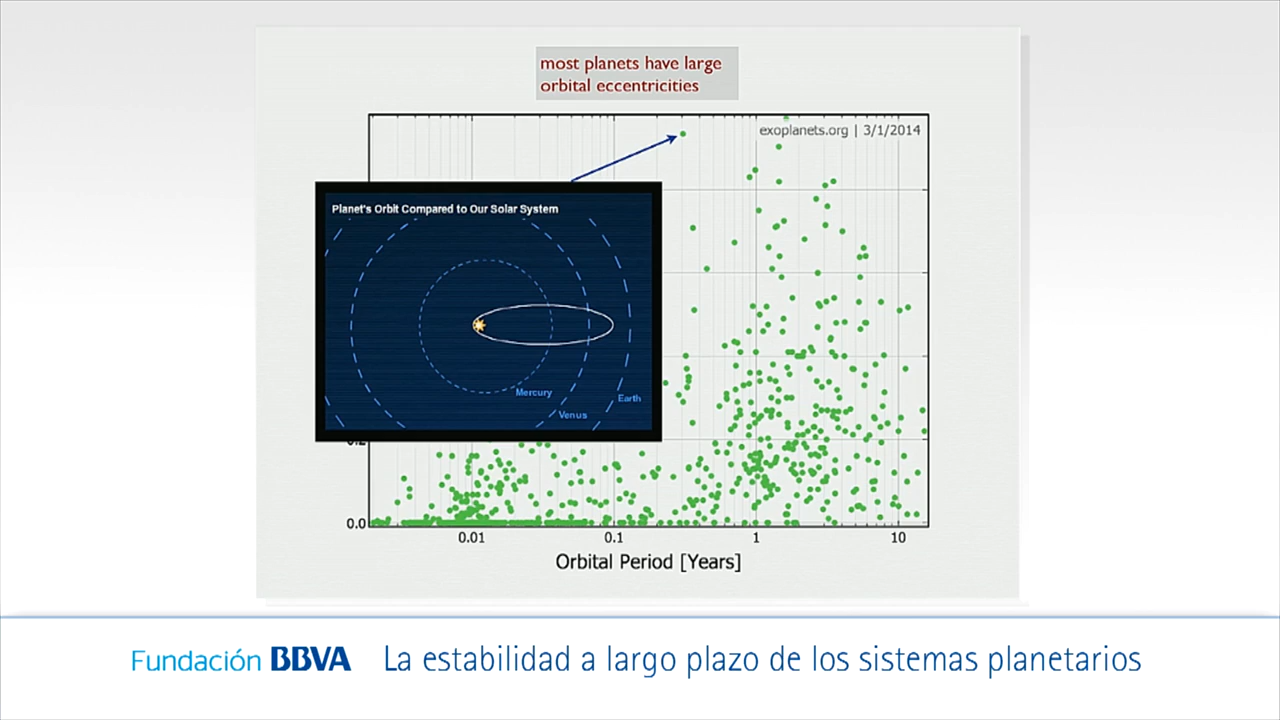 most planets have large
orbital eccentricities
exoplanets.org | 3/1/2014
Planet's Orbit Compared to Our Solar System
Mercury
Earth
Venus
0.2
0.0
0.01 0.1 1 10
Orbital Period [Years]
Fundación BBVA La estabilidad a largo plazo de los sistemas planetarios